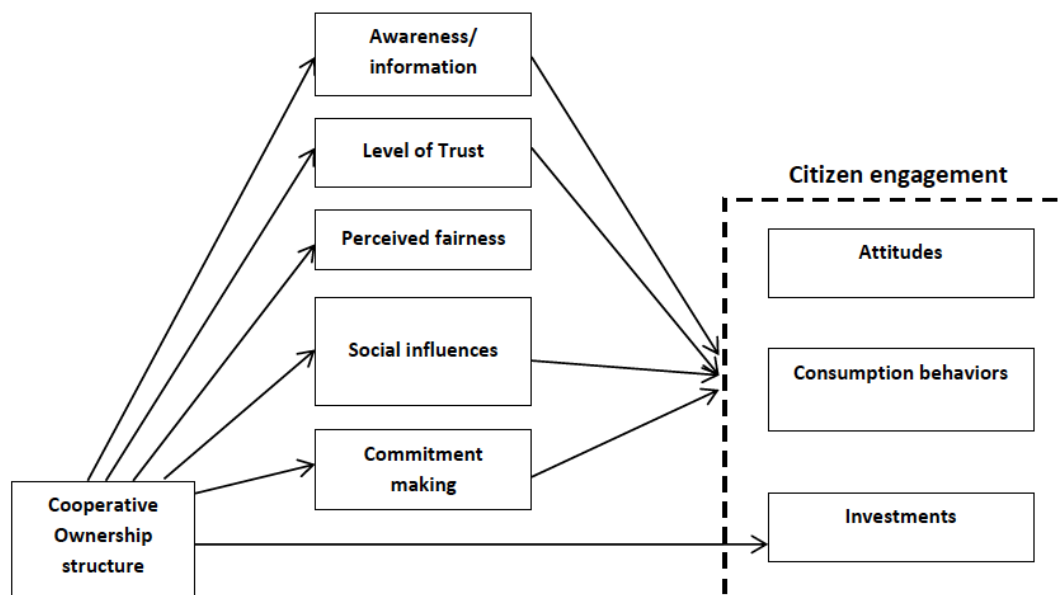 Awareness/
information
Level of Trust
Perceived fairness
Social influences
Commitment
making
Cooperative
Ownership
structure
Citizen engagement
Attitudes
Consumption behaviors
Investments